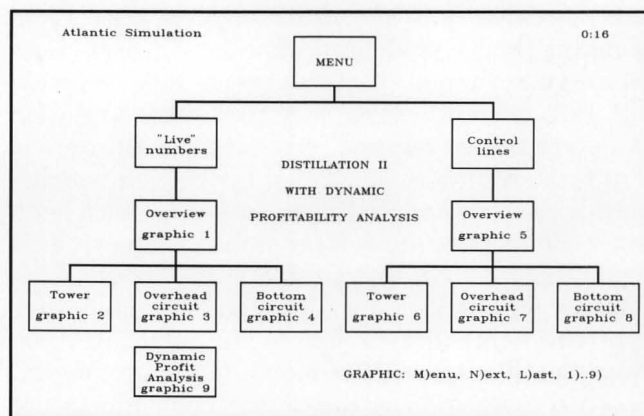 Atlantic Simulation 0:16
MENU
"Live"
numbers
Control
lines
DISTILLATION II
WITH DYNAMIC
PROFITABILITY ANALYSIS
Overview
graphic 1
Overview
graphic 5
Tower
graphic 2
Overhead
circuit
graphic 3
Bottom
circuit
graphic 4
Tower
graphic 6
Overhead
circuit
graphic 7
Bottom
circuit
graphic 8
Dynamic
Profit
Analysis
graphic 9
GRAPHIC: M)enu, N)ext, L)ast, 1)..9)